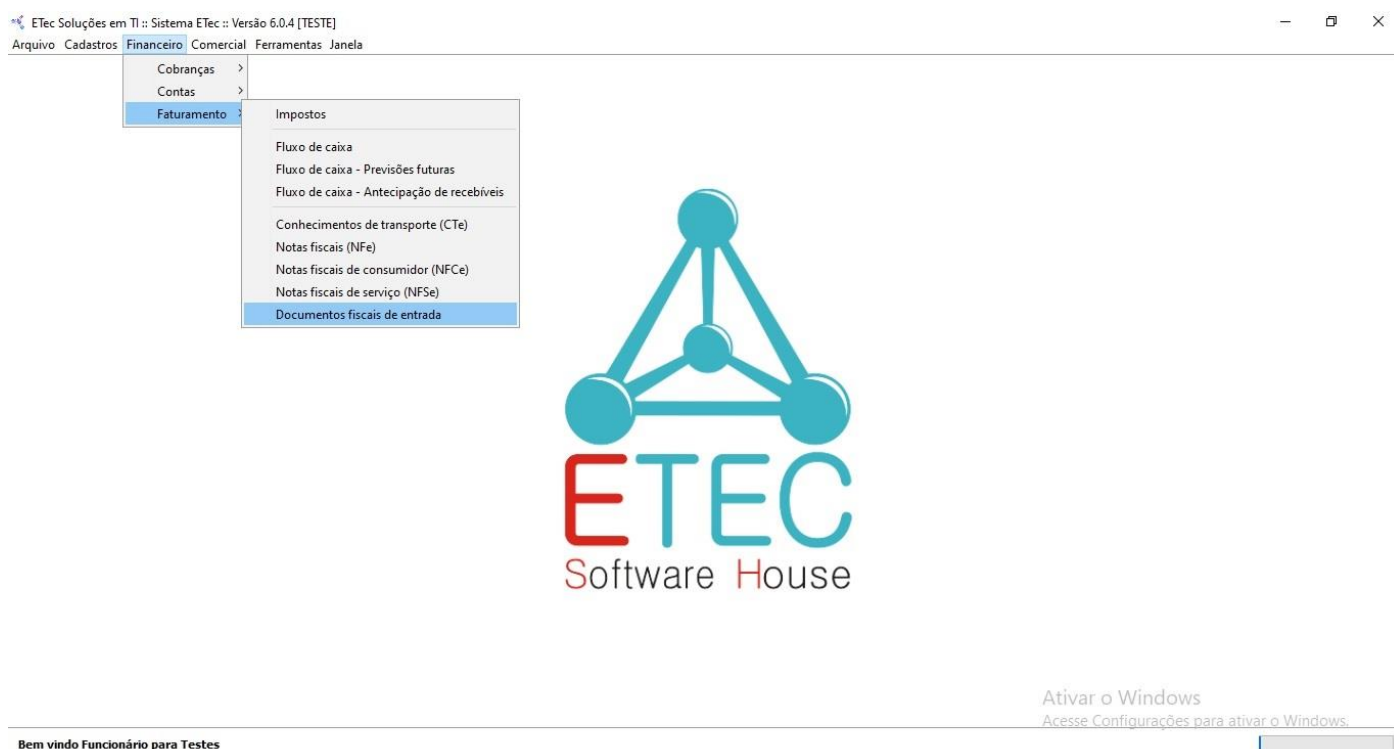 ETec Soluções em TI :: Sistema ETec :: Versão 6.0.4 [TESTE]
Arquivo Cadastros Financeiro Comercial Ferramentas Janela
Cobranças
Contas
Faturamento
Impostos
Fluxo de caixa
Fluxo de caixa - Previsões futuras
Fluxo de caixa - Antecipação de recebíveis
Conhecimentos de transporte (CTe)
Notas fiscais (NFe)
Notas fiscais de consumidor (NFCe)
Notas fiscais de serviço (NFSe)
Documentos fiscais de entrada
ETEC
Software House
Ativar o Windows
Acesse Configurações para ativar o Windows.
Bem vindo Funcionário para Testes